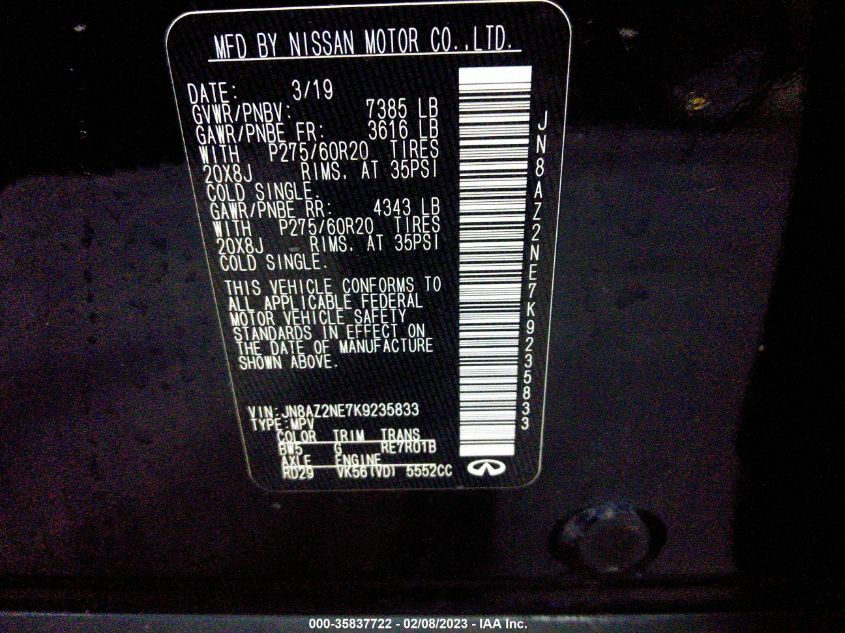 MFD BY NISSAN MOTOR CO.,LTD.
DATE: 3/19
GVWR/PNBV: 7385 LB
GAWR/PNBE FR: 3616 LB
WITH P275/60R20 TIRES
20X8J RIMS. AT 35PSI
COLD SINGLE.
GAWR/PNBE RR: 4343 LB
WITH P275/60R20 TIRES
20X8J RIMS. AT 35PSI
COLD SINGLE.
THIS VEHICLE CONFORMS TO
ALL APPLICABLE FEDERAL
MOTOR VEHICLE SAFETY
STANDARDS IN EFFECT ON
THE DATE OF MANUFACTURE
SHOWN ABOVE.
VIN:JN8AZ2NE7K9235833
TYPE:MPV
COLOR TRIM TRANS
BW5 G RE7R01B
AXLE ENGINE
RD29 VK56(VD) 5552CC
JN8AZ2NE7K9235833
000-35837722 - 02/08/2023 - IAA Inc.